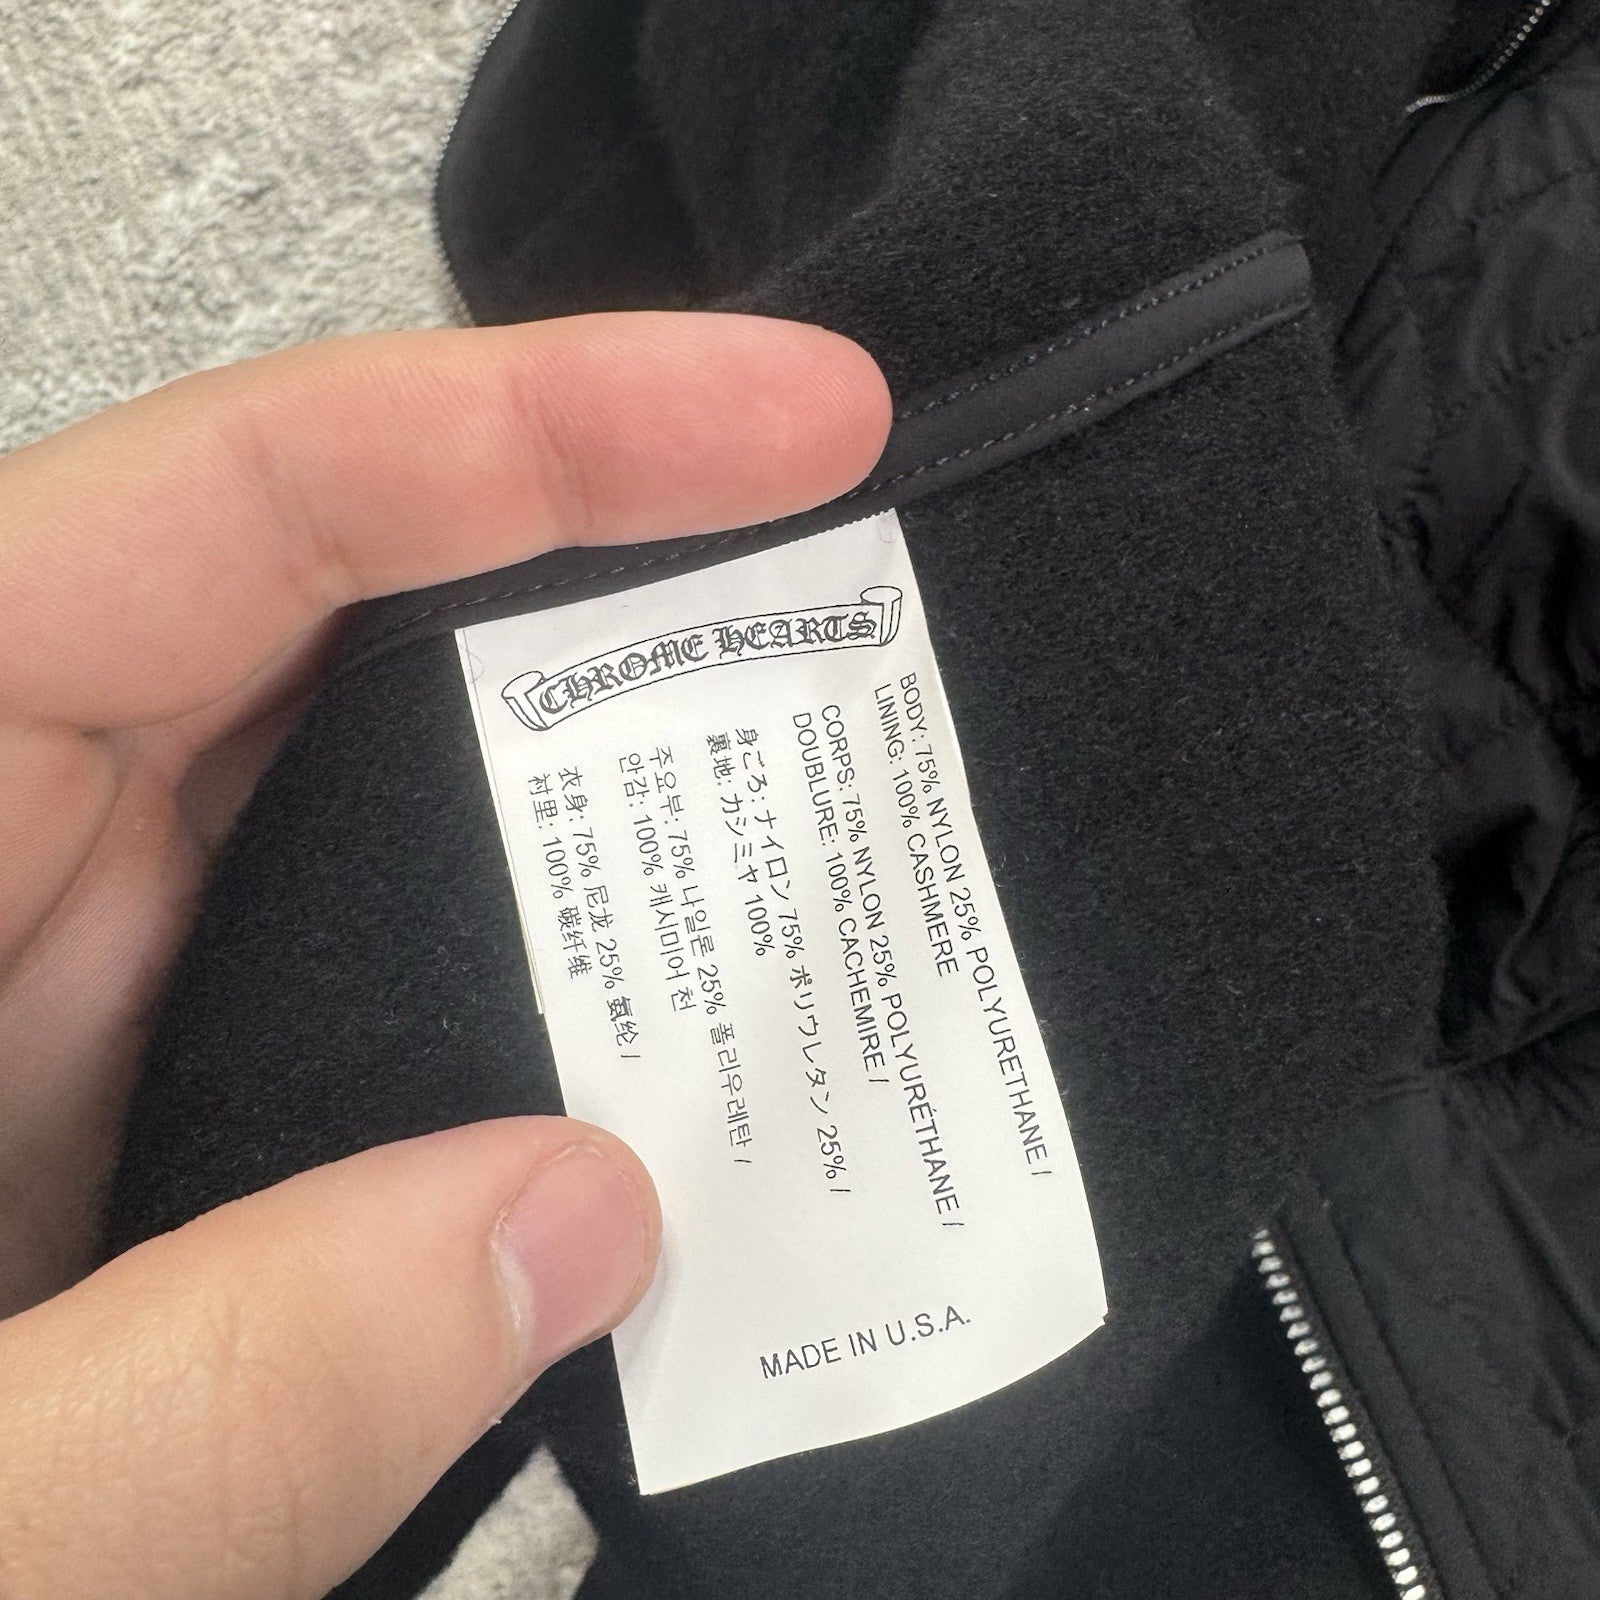 CHROME HEARTS
BODY: 75% NYLON 25% POLYURETHANE /
LINING: 100% CASHMERE
CORPS: 75% NYLON 25% POLYURÉTHANE /
DOUBLURE: 100% CACHEMIRE /
身ごろ: ナイロン 75% ポリウレタン 25% /
裏地: カシミヤ 100%
주요부: 75% 나일론 25% 폴리우레탄 /
안감: 100% 캐시미어 천
衣身: 75% 尼龙 25% 氨纶 /
衬里: 100% 碳纤维
MADE IN U.S.A.